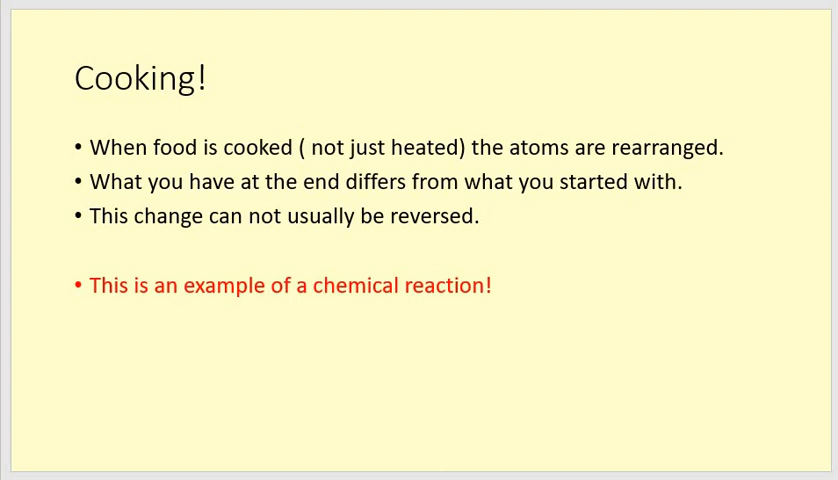 Cooking!
• When food is cooked ( not just heated) the atoms are rearranged.
• What you have at the end differs from what you started with.
• This change can not usually be reversed.
• This is an example of a chemical reaction!